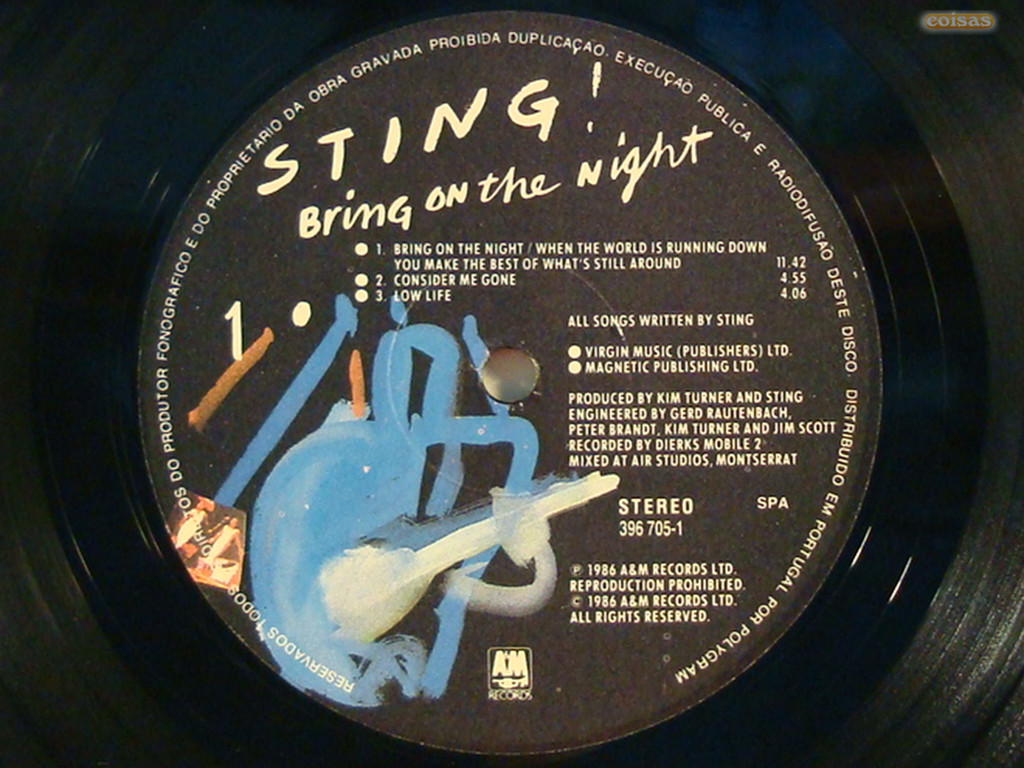 coisas
RESERVADOS TODOS OS DO PRODUTOR FONOGRAFICO E DO PROPRIETARIO DA OBRA GRAVADA PROIBIDA DUPLICAÇAO. EXECUÇAO PUBLICA E RADIODIFUSAO DESTE DISCO. DISTRIBUIDO EM PORTUGAL POR POLYGRAM
STING!
Bring on the Night
1. BRING ON THE NIGHT / WHEN THE WORLD IS RUNNING DOWN
YOU MAKE THE BEST OF WHAT'S STILL AROUND 11.42
2. CONSIDER ME GONE 4.55
3. LOW LIFE 4.06
1
ALL SONGS WRITTEN BY STING
VIRGIN MUSIC (PUBLISHERS) LTD.
MAGNETIC PUBLISHING LTD.
PRODUCED BY KIM TURNER AND STING
ENGINEERED BY GERD RAUTENBACH,
PETER BRANDT, KIM TURNER AND JIM SCOTT
RECORDED BY DIERKS MOBILE 2
MIXED AT AIR STUDIOS, MONTSERRAT
STEREO SPA
396 705-1
℗ 1986 A&M RECORDS LTD.
REPRODUCTION PROHIBITED.
© 1986 A&M RECORDS LTD.
ALL RIGHTS RESERVED.
A&M
RECORDS